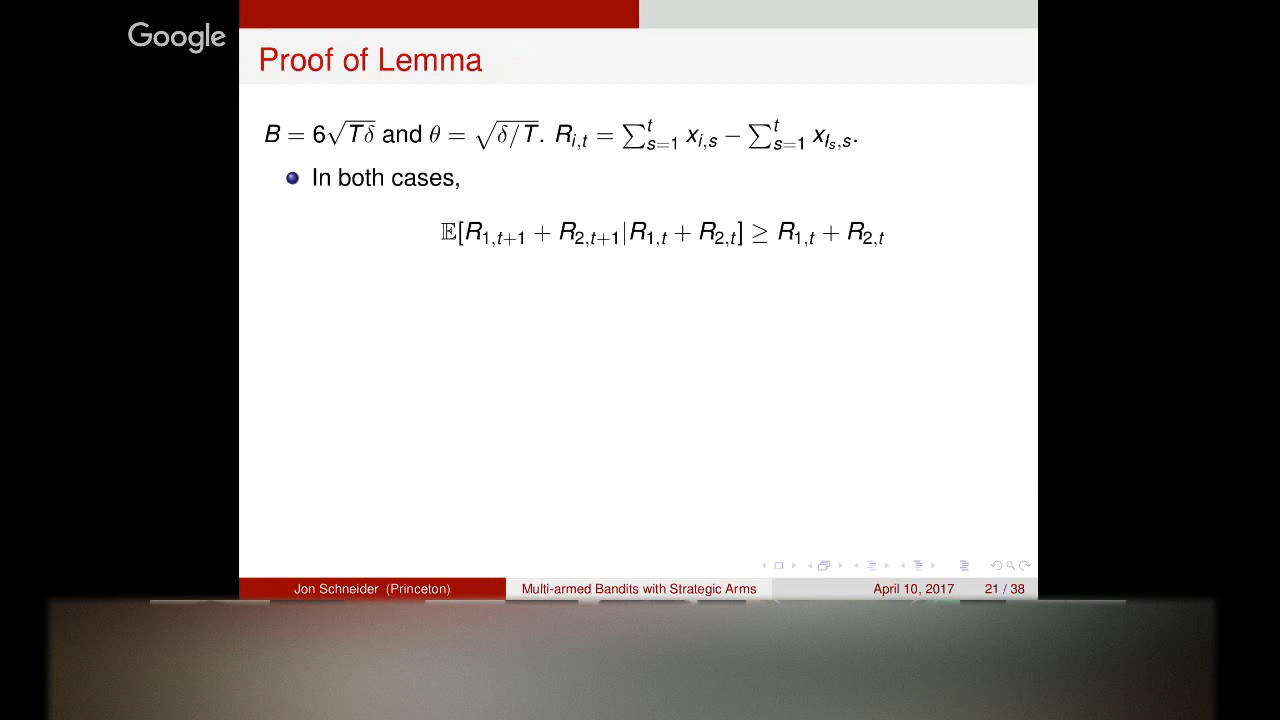 Google
Proof of Lemma
B = 6√Tδ and θ = √δ/T. R_{i,t} = ∑_{s=1}^{t} x_{i,s} − ∑_{s=1}^{t} x_{I_s,s}.
In both cases,
𝔼[R_{1,t+1} + R_{2,t+1}|R_{1,t} + R_{2,t}] ≥ R_{1,t} + R_{2,t}
Jon Schneider (Princeton) Multi-armed Bandits with Strategic Arms April 10, 2017 21 / 38